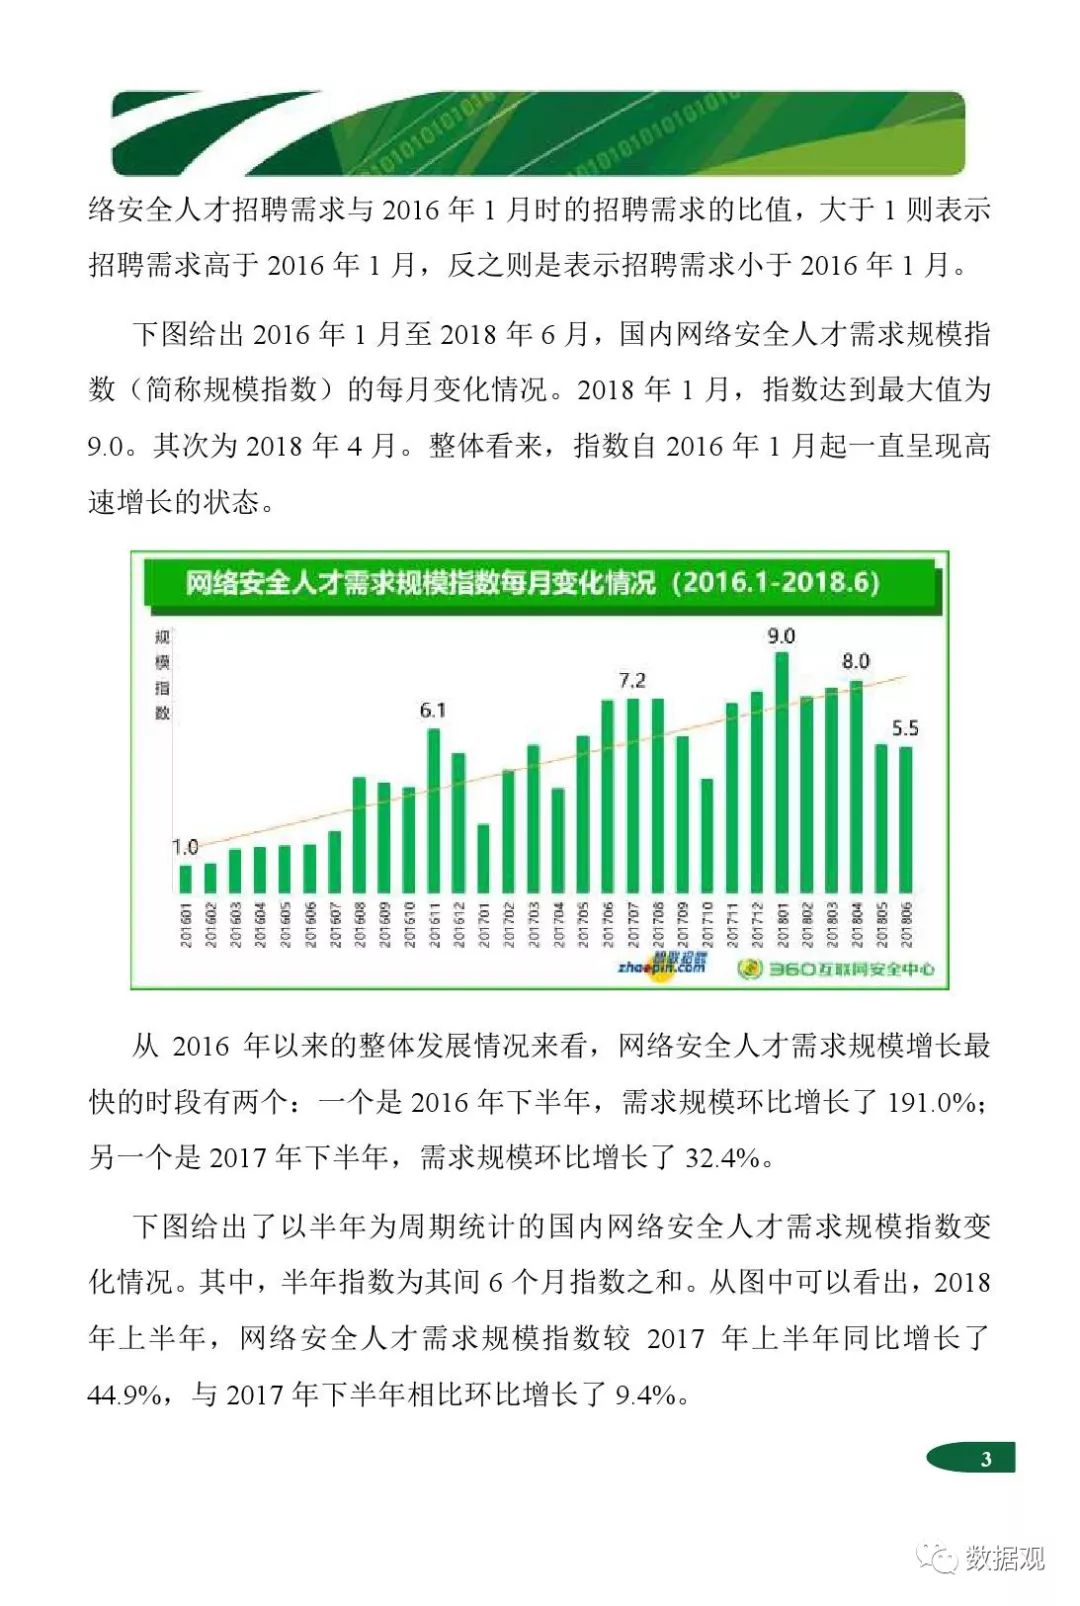 络安全人才招聘需求与 2016 年 1 月时的招聘需求的比值，大于 1 则表示
招聘需求高于 2016 年 1 月，反之则是表示招聘需求小于 2016 年 1 月。
下图给出 2016 年 1 月至 2018 年 6 月，国内网络安全人才需求规模指
数（简称规模指数）的每月变化情况。2018 年 1 月，指数达到最大值为
9.0。其次为 2018 年 4 月。整体看来，指数自 2016 年 1 月起一直呈现高
速增长的状态。
网络安全人才需求规模指数每月变化情况（2016.1-2018.6）
规模指数
1.0
6.1
7.2
9.0
8.0
5.5
201601
201602
201603
201604
201605
201606
201607
201608
201609
201610
201611
201612
201701
201702
201703
201704
201705
201706
201707
201708
201709
201710
201711
201712
201801
201802
201803
201804
201805
201806
智联招聘
zhaopin.com
360互联网安全中心
从 2016 年以来的整体发展情况来看，网络安全人才需求规模增长最
快的时段有两个：一个是 2016 年下半年，需求规模环比增长了 191.0%；
另一个是 2017 年下半年，需求规模环比增长了 32.4%。
下图给出了以半年为周期统计的国内网络安全人才需求规模指数变
化情况。其中，半年指数为其间 6 个月指数之和。从图中可以看出，2018
年上半年，网络安全人才需求规模指数较 2017 年上半年同比增长了
44.9%，与 2017 年下半年相比环比增长了 9.4%。
3
数据观